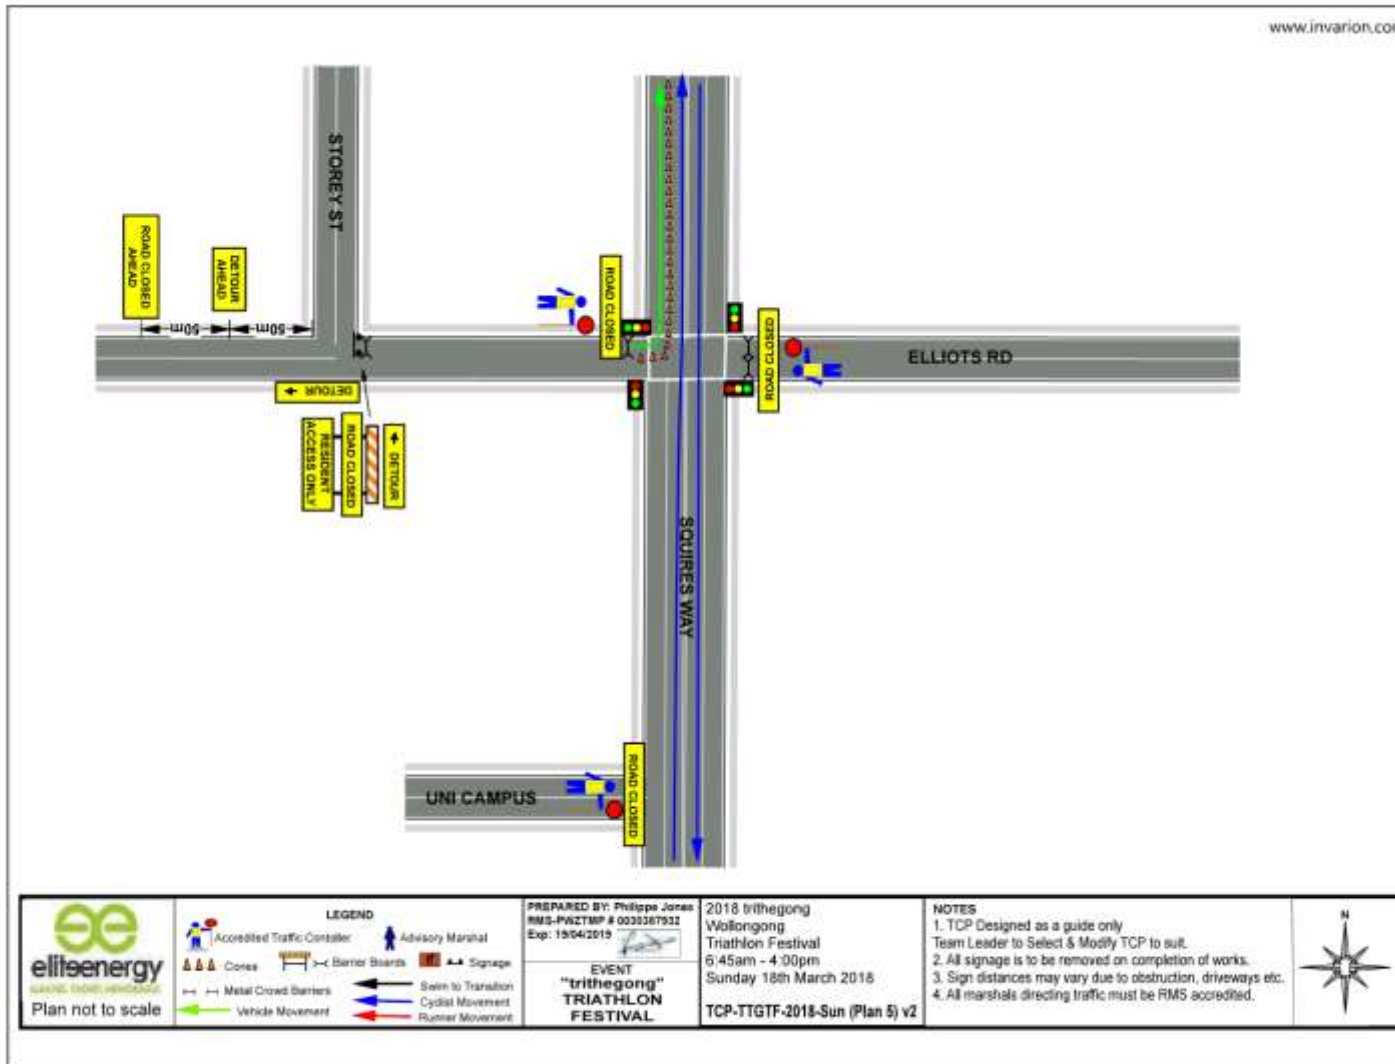 www.invarion.co
STOREY ST
ROAD CLOSED
AHEAD
DETOUR
AHEAD
50m
50m
ROAD CLOSED
ROAD CLOSED
ELLIOTS RD
DETOUR
DETOUR
ROAD CLOSED
RESIDENT
ACCESS ONLY
SQUIRES WAY
UNI CAMPUS
ROAD CLOSED
eliteenergy
Plan not to scale
LEGEND
Accredited Traffic Contoller
Advisory Marshal
Cones
Barrier Boards
Signage
Metal Crowd Barriers
Swim to Transition
Cyclist Movement
Vehicle Movement
Runner Movement
PREPARED BY: Philippe Jones
RMS-PWZTMP # 0030367932
Exp: 19/04/2019
EVENT
"trithegong"
TRIATHLON
FESTIVAL
2018 trithegong
Wollongong
Triathlon Festival
6:45am - 4:00pm
Sunday 18th March 2018
TCP-TTGTF-2018-Sun (Plan 5) v2
NOTES
1. TCP Designed as a guide only
Team Leader to Select & Modify TCP to suit.
2. All signage is to be removed on completion of works.
3. Sign distances may vary due to obstruction, driveways etc.
4. All marshals directing traffic must be RMS accredited.
N